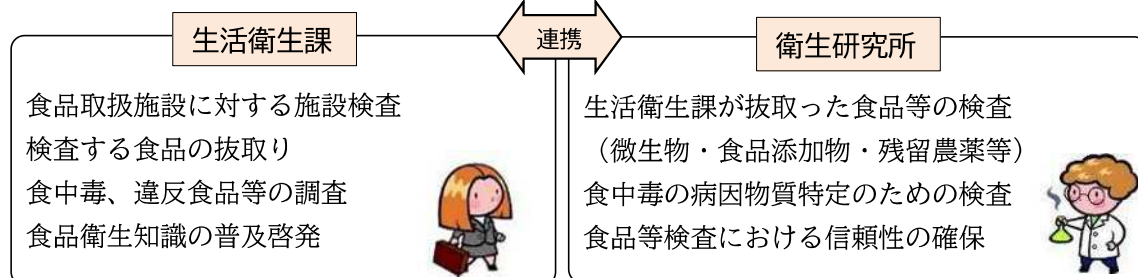 生活衛生課
食品取扱施設に対する施設検査
検査する食品の抜取り
食中毒、違反食品等の調査
食品衛生知識の普及啓発
連携
衛生研究所
生活衛生課が抜取った食品等の検査
（微生物・食品添加物・残留農薬等）
食中毒の病因物質特定のための検査
食品等検査における信頼性の確保